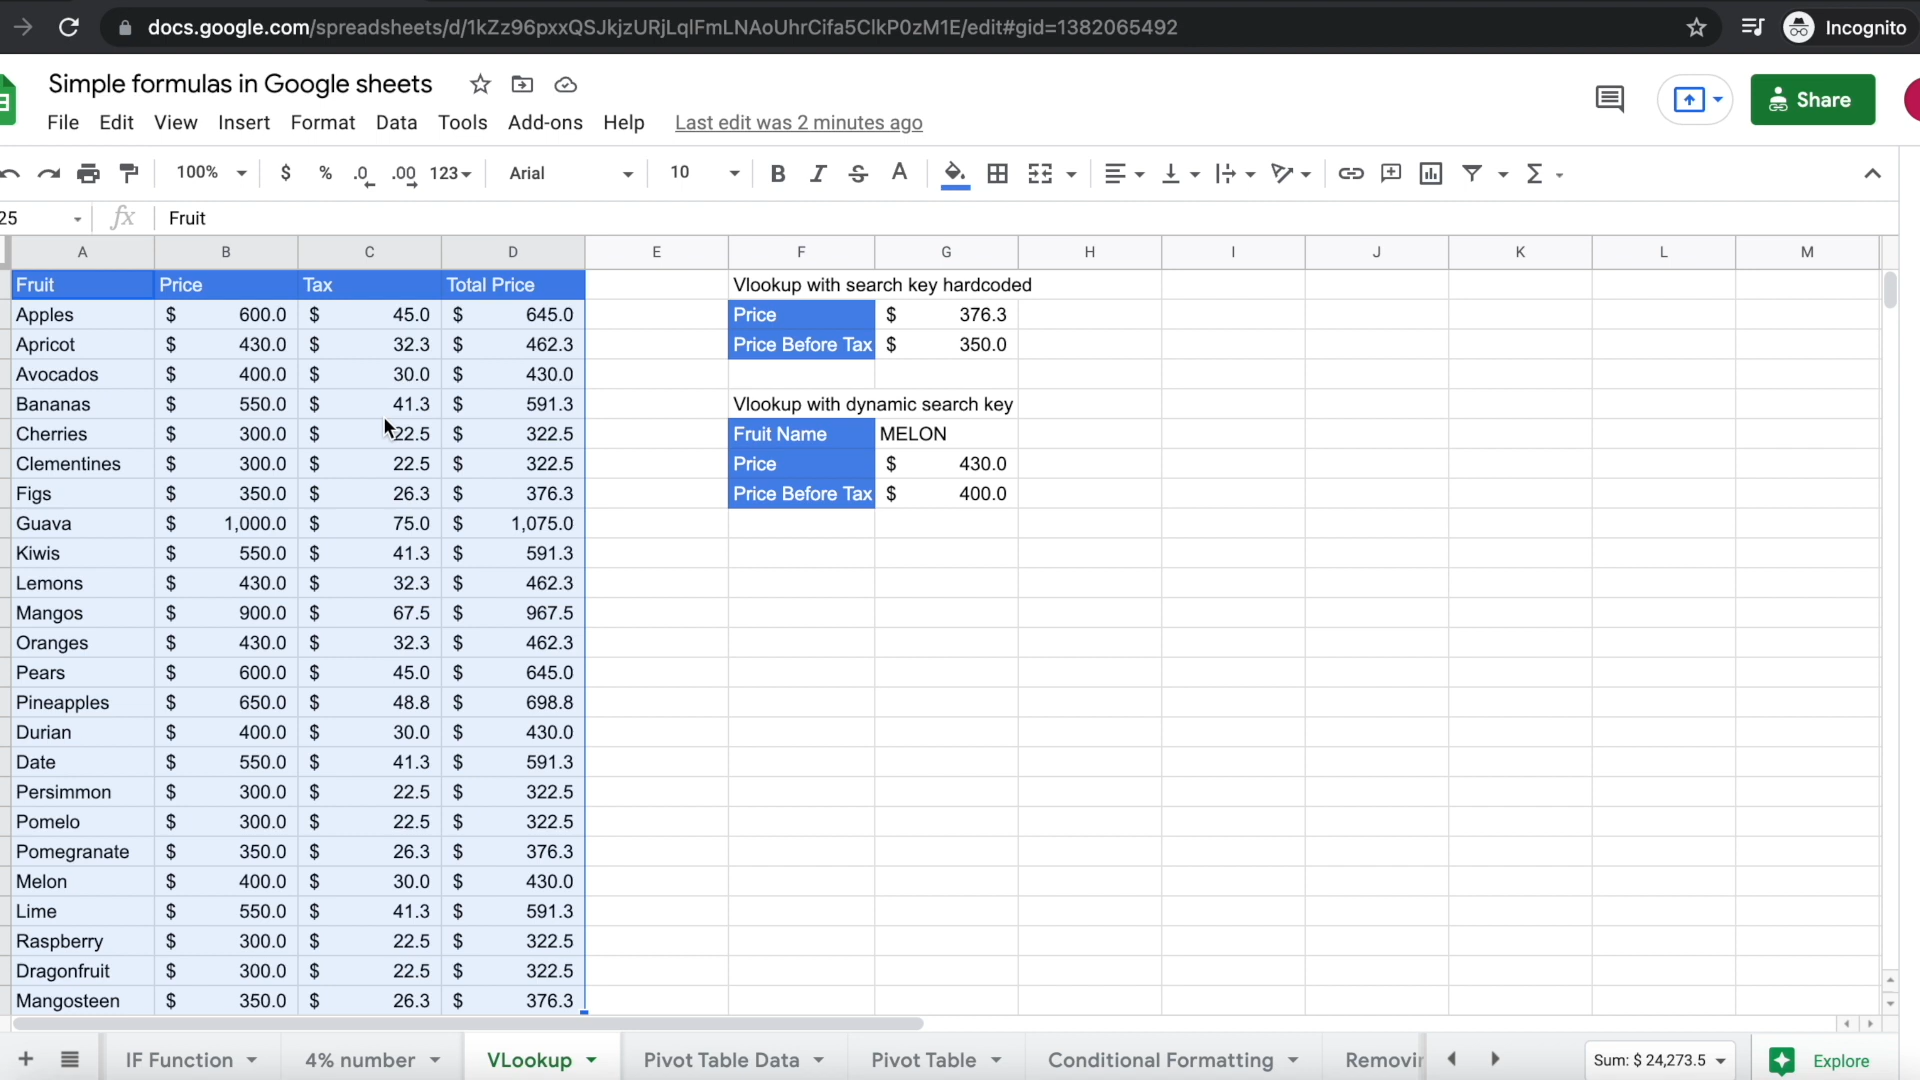 docs.google.com/spreadsheets/d/1kZz96pxxQSJkjzURjLqlFmLNAoUhrCifa5ClkP0zM1E/edit#gid=1382065492
Incognito
Simple formulas in Google sheets
Share
File Edit View Insert Format Data Tools Add-ons Help Last edit was 2 minutes ago
100% $ % .0 .00 123 Arial 10 B I S A Σ
25 fx Fruit
A B C D E F G H I J K L M
Fruit Price Tax Total Price Vlookup with search key hardcoded
Apples $ 600.0 $ 45.0 $ 645.0 Price $ 376.3
Apricot $ 430.0 $ 32.3 $ 462.3 Price Before Tax $ 350.0
Avocados $ 400.0 $ 30.0 $ 430.0
Bananas $ 550.0 $ 41.3 $ 591.3 Vlookup with dynamic search key
Cherries $ 300.0 $ 22.5 $ 322.5 Fruit Name MELON
Clementines $ 300.0 $ 22.5 $ 322.5 Price $ 430.0
Figs $ 350.0 $ 26.3 $ 376.3 Price Before Tax $ 400.0
Guava $ 1,000.0 $ 75.0 $ 1,075.0
Kiwis $ 550.0 $ 41.3 $ 591.3
Lemons $ 430.0 $ 32.3 $ 462.3
Mangos $ 900.0 $ 67.5 $ 967.5
Oranges $ 430.0 $ 32.3 $ 462.3
Pears $ 600.0 $ 45.0 $ 645.0
Pineapples $ 650.0 $ 48.8 $ 698.8
Durian $ 400.0 $ 30.0 $ 430.0
Date $ 550.0 $ 41.3 $ 591.3
Persimmon $ 300.0 $ 22.5 $ 322.5
Pomelo $ 300.0 $ 22.5 $ 322.5
Pomegranate $ 350.0 $ 26.3 $ 376.3
Melon $ 400.0 $ 30.0 $ 430.0
Lime $ 550.0 $ 41.3 $ 591.3
Raspberry $ 300.0 $ 22.5 $ 322.5
Dragonfruit $ 300.0 $ 22.5 $ 322.5
Mangosteen $ 350.0 $ 26.3 $ 376.3
IF Function 4% number VLookup Pivot Table Data Pivot Table Conditional Formatting Removin Sum: $ 24,273.5 Explore